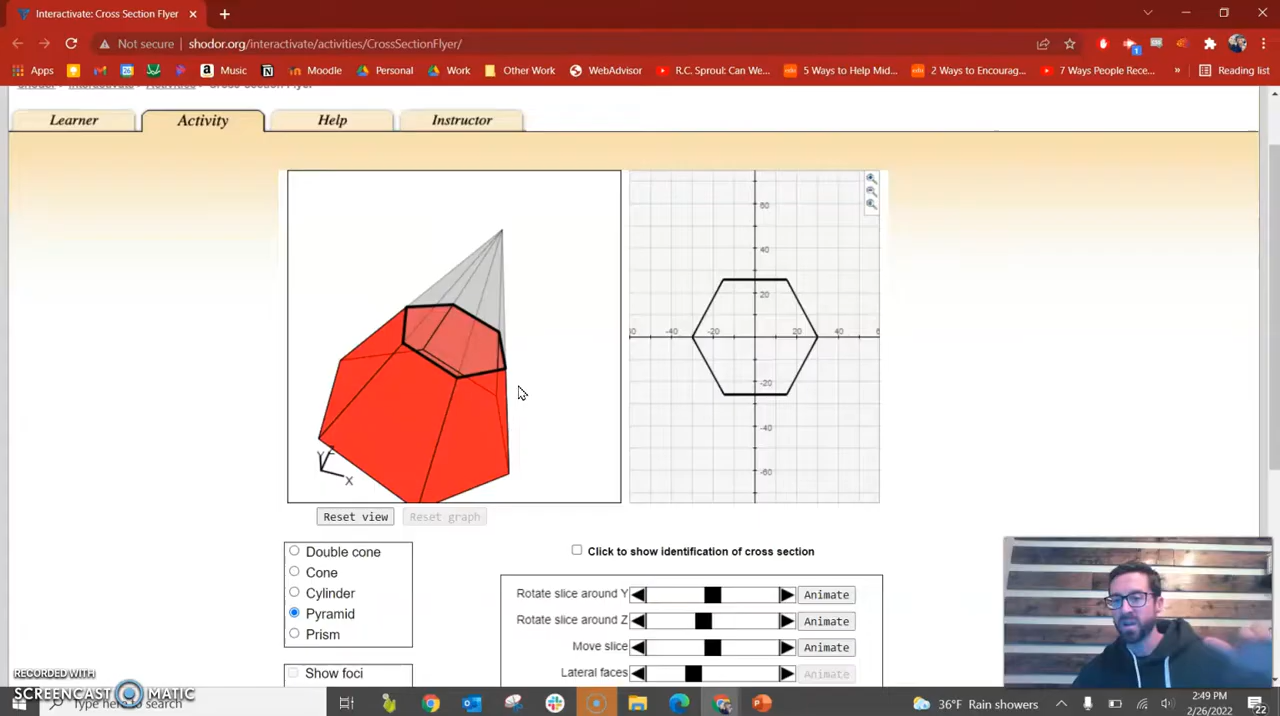 Interactivate: Cross Section Flyer
Not secure
shodor.org/interactivate/activities/CrossSectionFlyer/
Apps
Music
Moodle
Personal
Work
Other Work
WebAdvisor
R.C. Sproul: Can We...
5 Ways to Help Mid...
2 Ways to Encourag...
7 Ways People Rece...
»
Reading list
Learner
Activity
Help
Instructor
60
40
20
-40
-20
20
40
-20
-40
-60
Y
X
Reset view
Reset graph
Double cone
Cone
Cylinder
Pyramid
Prism
Show foci
Click to show identification of cross section
Rotate slice around Y
Animate
Rotate slice around Z
Animate
Move slice
Animate
Lateral faces
Animate
RECORDED WITH
SCREENCAST MATIC
Type here to search
36°F Rain showers
2:49 PM
2/26/2022
22